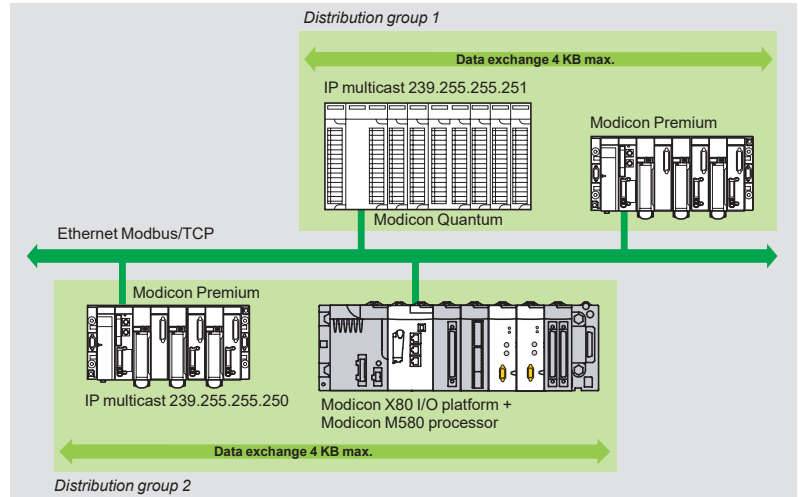 Distribution group 1
Data exchange 4 KB max.
IP multicast 239.255.255.251
Modicon Premium
Modicon Quantum
Ethernet Modbus/TCP
Modicon Premium
IP multicast 239.255.255.250
Modicon X80 I/O platform +
Modicon M580 processor
Data exchange 4 KB max.
Distribution group 2